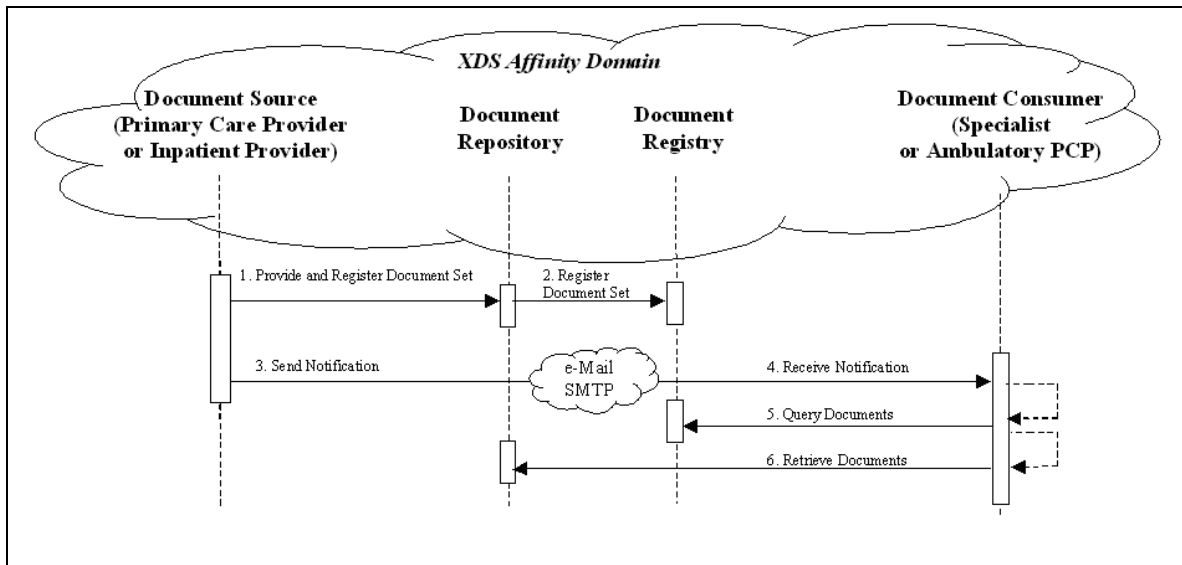 XDS Affinity Domain
Document Source
(Primary Care Provider
or Inpatient Provider)
Document
Repository
Document
Registry
Document Consumer
(Specialist
or Ambulatory PCP)
1. Provide and Register Document Set
2. Register
Document Set
3. Send Notification
e-Mail
SMTP
4. Receive Notification
5. Query Documents
6. Retrieve Documents